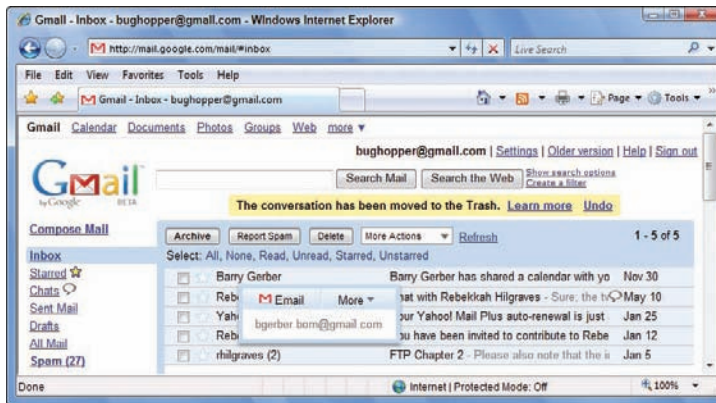 Gmail - Inbox - bughopper@gmail.com - Windows Internet Explorer
http://mail.google.com/mail/#inbox Live Search
File Edit View Favorites Tools Help
Gmail - Inbox - bughopper@gmail.com Page Tools
Gmail Calendar Documents Photos Groups Web more
bughopper@gmail.com | Settings | Older version | Help | Sign out
Gmail by Google BETA
Search Mail Search the Web Show search options
Create a filter
The conversation has been moved to the Trash. Learn more Undo
Compose Mail
Archive Report Spam Delete More Actions Refresh 1 - 5 of 5
Inbox
Select: All, None, Read, Unread, Starred, Unstarred
Starred
Barry Gerber Barry Gerber has shared a calendar with yo Nov 30
Chats
Reb hat with Rebekkah Hilgraves - Sure; the tv May 10
Email More
Sent Mail
Yah our Yahoo! Mail Plus auto-renewal is just Jan 25
bgerber.bom@gmail.com
Drafts
Reb ou have been invited to contribute to Rebe Jan 12
All Mail
rhilgraves (2) FTP Chapter 2 - Please also note that the i Jan 5
Spam (27)
Done Internet | Protected Mode: Off 100%